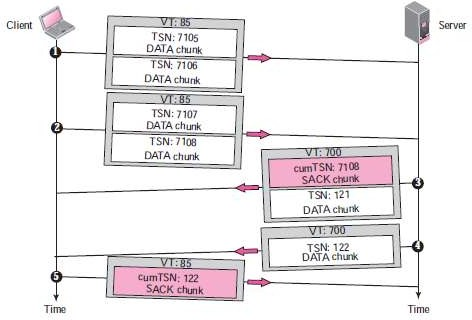 Client
Server
VT: 85
TSN: 7105
DATA chunk
TSN: 7106
DATA chunk
1
VT: 85
TSN: 7107
DATA chunk
TSN: 7108
DATA chunk
2
VT: 700
cumTSN: 7108
SACK chunk
TSN: 121
DATA chunk
3
VT: 700
TSN: 122
DATA chunk
4
VT: 85
cumTSN: 122
SACK chunk
5
Time
Time